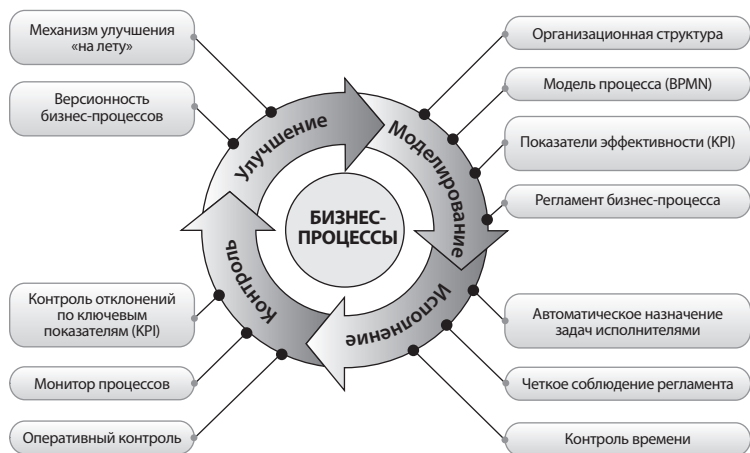 Механизм улучшения
«на лету»
Версионность
бизнес-процессов
Организационная структура
Модель процесса (BPMN)
Показатели эффективности (KPI)
Регламент бизнес-процесса
Улучшение
Моделирование
БИЗНЕС-
ПРОЦЕССЫ
Контроль
Исполнение
Контроль отклонений
по ключевым
показателям (KPI)
Монитор процессов
Оперативный контроль
Автоматическое назначение
задач исполнителями
Четкое соблюдение регламента
Контроль времени